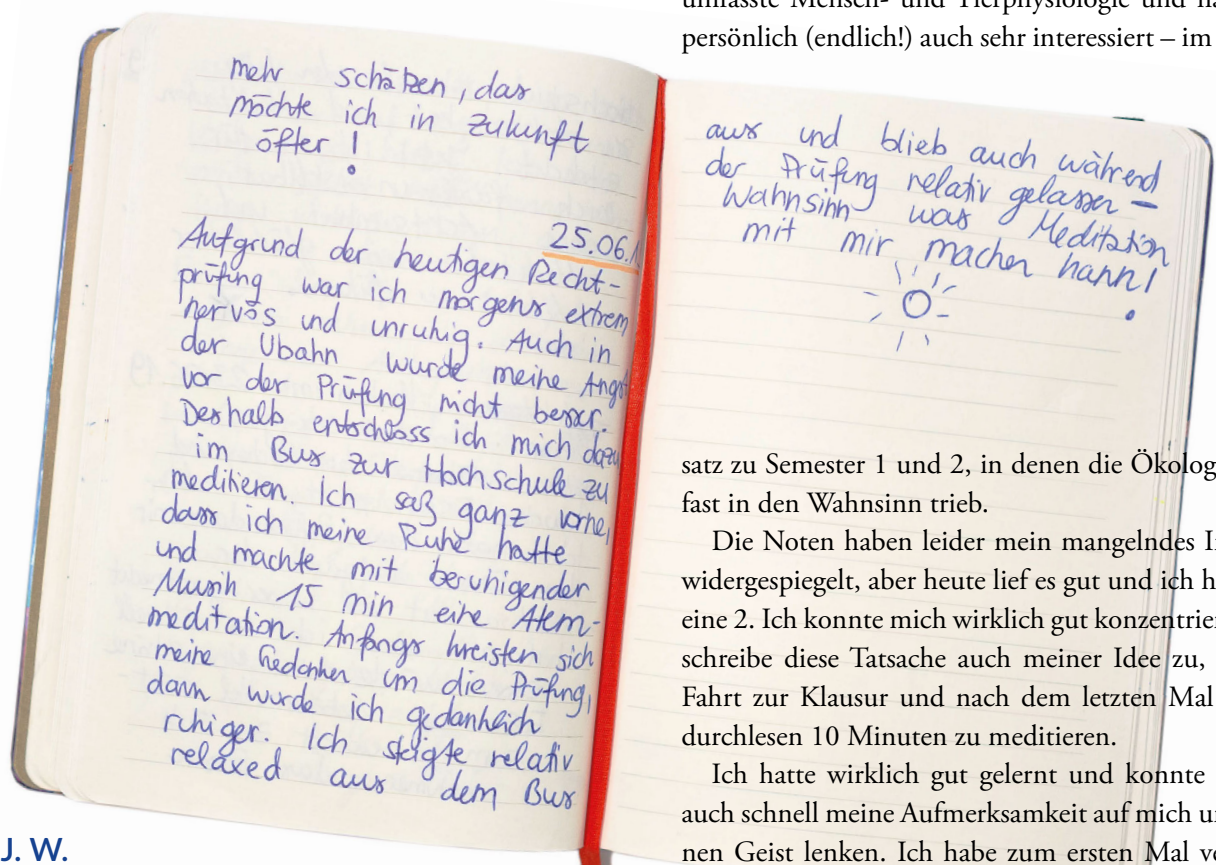 umfasste Mensch- und Tierphysiologie und
persönlich (endlich!) auch sehr interessiert – im
mehr schätzen, das
möchte ich in Zukunft
öfter!
25.06.1
Aufgrund der heutigen Recht-
prüfung war ich morgens extrem
nervös und unruhig. Auch in
der Ubahn wurde meine Angst
vor der Prüfung nicht besser.
Deshalb entschloss ich mich dazu
im Bus zur Hochschule zu
meditieren. Ich saß ganz vorne,
dass ich meine Ruhe hatte
und machte mit beruhigender
Musik 15 min eine Atem-
meditation. Anfangs kreisten sich
meine Gedanken um die Prüfung,
dann wurde ich gedanklich
ruhiger. Ich steigte relativ
relaxed aus dem Bus
aus und blieb auch während
der Prüfung relativ gelassen –
Wahnsinn was Meditation
mit mir machen kann!
satz zu Semester 1 und 2, in denen die Ökolog
fast in den Wahnsinn trieb.
Die Noten haben leider mein mangelndes I
widergespiegelt, aber heute lief es gut und ich h
eine 2. Ich konnte mich wirklich gut konzentrie
schreibe diese Tatsache auch meiner Idee zu,
Fahrt zur Klausur und nach dem letzten Mal
durchlesen 10 Minuten zu meditieren.
Ich hatte wirklich gut gelernt und konnte
auch schnell meine Aufmerksamkeit auf mich u
nen Geist lenken. Ich habe zum ersten Mal v
J. W.